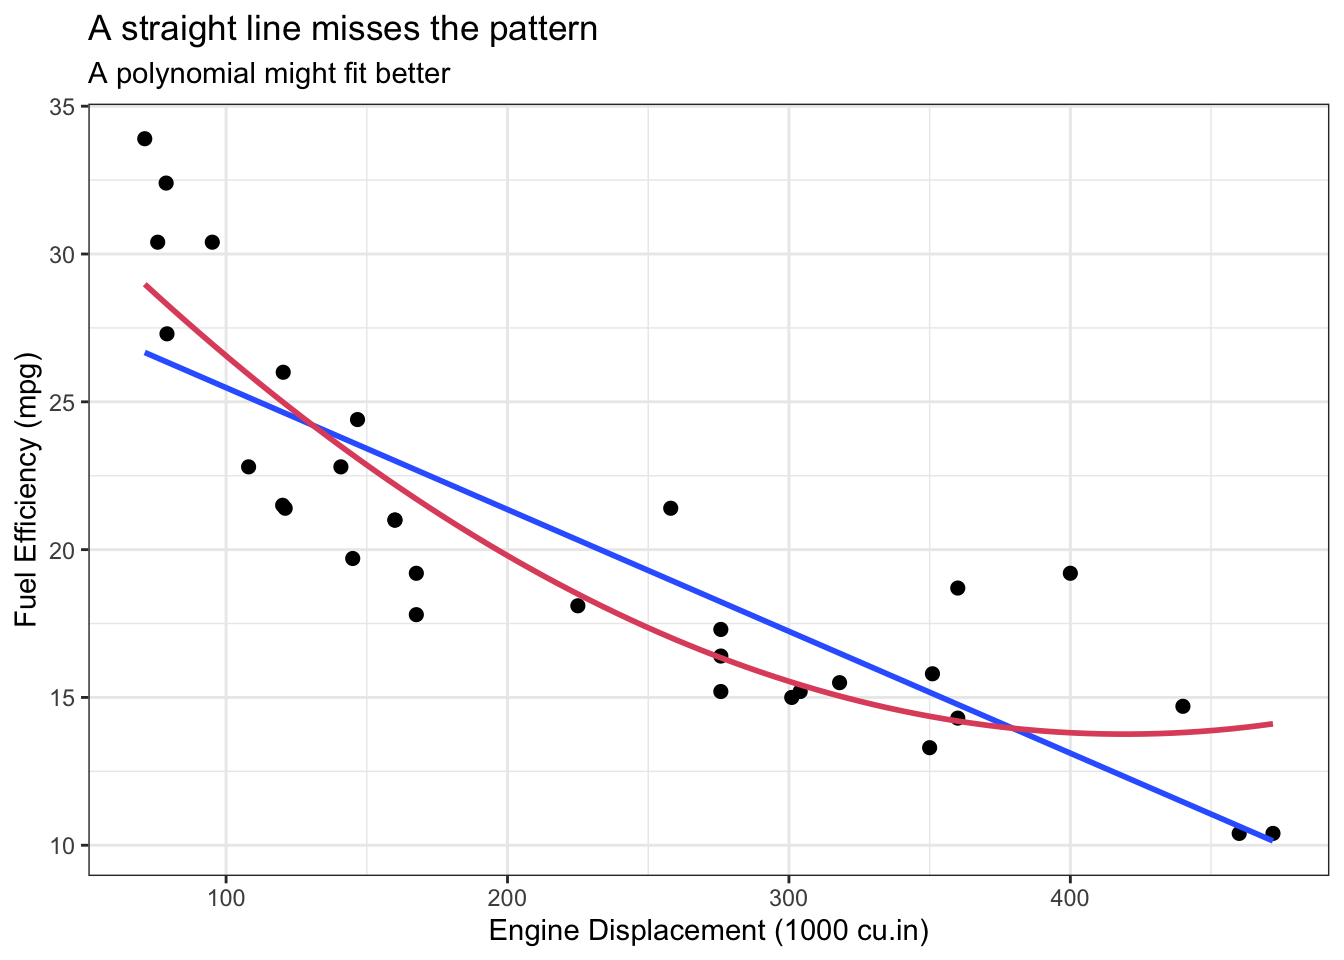 A straight line misses the pattern
A polynomial might fit better
35
30
25
20
15
10
Fuel Efficiency (mpg)
100 200 300 400
Engine Displacement (1000 cu.in)